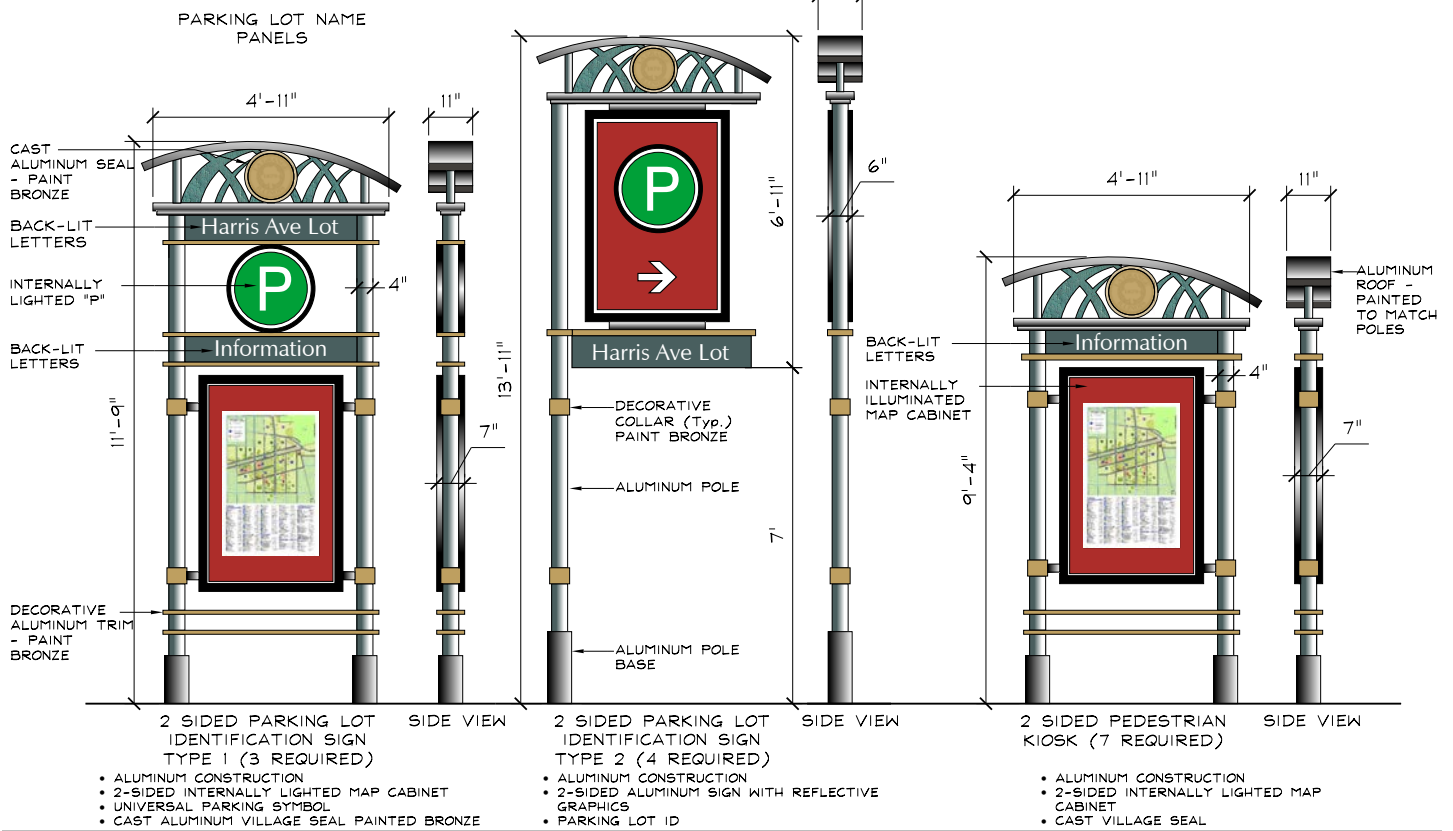 PARKING LOT NAME
PANELS
4'-11"
11"
CAST
ALUMINUM SEAL
- PAINT
BRONZE
BACK-LIT
LETTERS
Harris Ave Lot
INTERNALLY
LIGHTED "P"
P
4"
BACK-LIT
LETTERS
Information
11'-9"
7"
DECORATIVE
ALUMINUM TRIM
- PAINT
BRONZE
2 SIDED PARKING LOT
IDENTIFICATION SIGN
TYPE 1 (3 REQUIRED)
SIDE VIEW
• ALUMINUM CONSTRUCTION
• 2-SIDED INTERNALLY LIGHTED MAP CABINET
• UNIVERSAL PARKING SYMBOL
• CAST ALUMINUM VILLAGE SEAL PAINTED BRONZE
P
6"
6'-11"
13'-11"
Harris Ave Lot
DECORATIVE
COLLAR (Typ.)
PAINT BRONZE
ALUMINUM POLE
7'
ALUMINUM POLE
BASE
2 SIDED PARKING LOT
IDENTIFICATION SIGN
TYPE 2 (4 REQUIRED)
SIDE VIEW
• ALUMINUM CONSTRUCTION
• 2-SIDED ALUMINUM SIGN WITH REFLECTIVE
GRAPHICS
• PARKING LOT ID
4'-11"
11"
ALUMINUM
ROOF -
PAINTED
TO MATCH
POLES
BACK-LIT
LETTERS
Information
INTERNALLY
ILLUMINATED
MAP CABINET
4"
7"
9'-4"
2 SIDED PEDESTRIAN
KIOSK (7 REQUIRED)
SIDE VIEW
• ALUMINUM CONSTRUCTION
• 2-SIDED INTERNALLY LIGHTED MAP
CABINET
• CAST VILLAGE SEAL